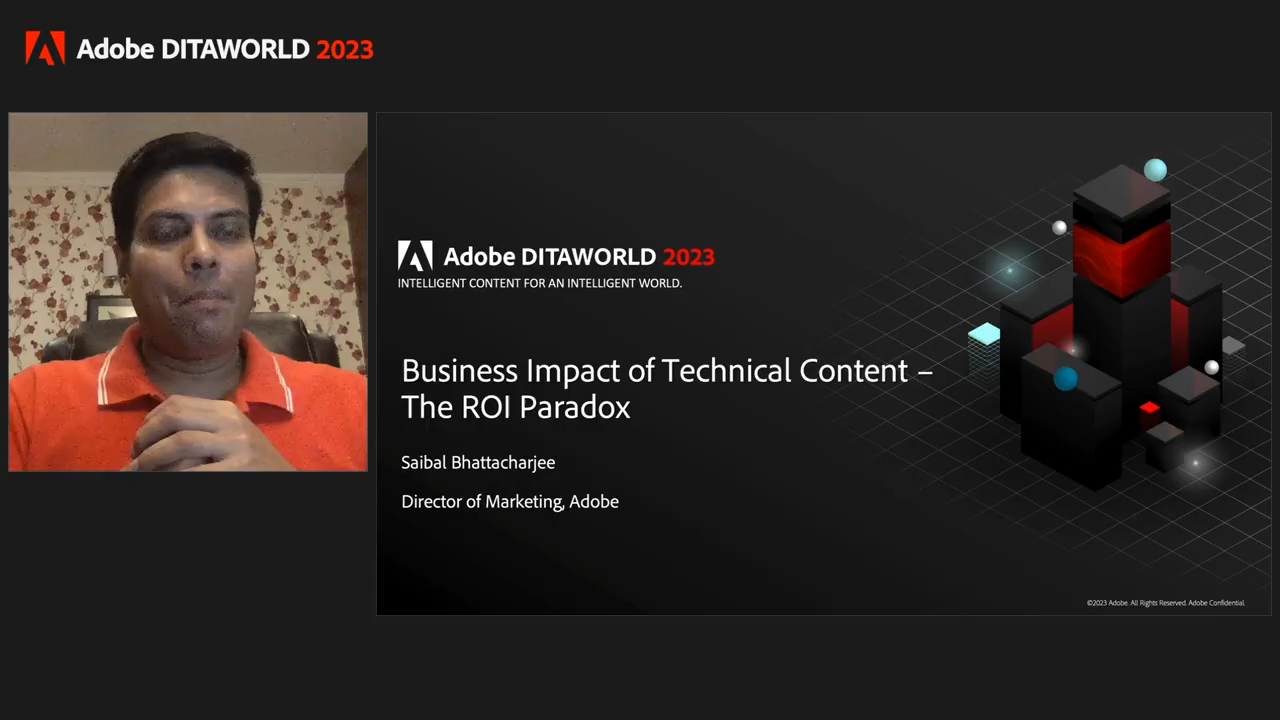 Adobe DITAWORLD 2023
Adobe DITAWORLD 2023
INTELLIGENT CONTENT FOR AN INTELLIGENT WORLD.
Business Impact of Technical Content –
The ROI Paradox
Saibal Bhattacharjee
Director of Marketing, Adobe
©2023 Adobe. All Rights Reserved. Adobe Confidential.